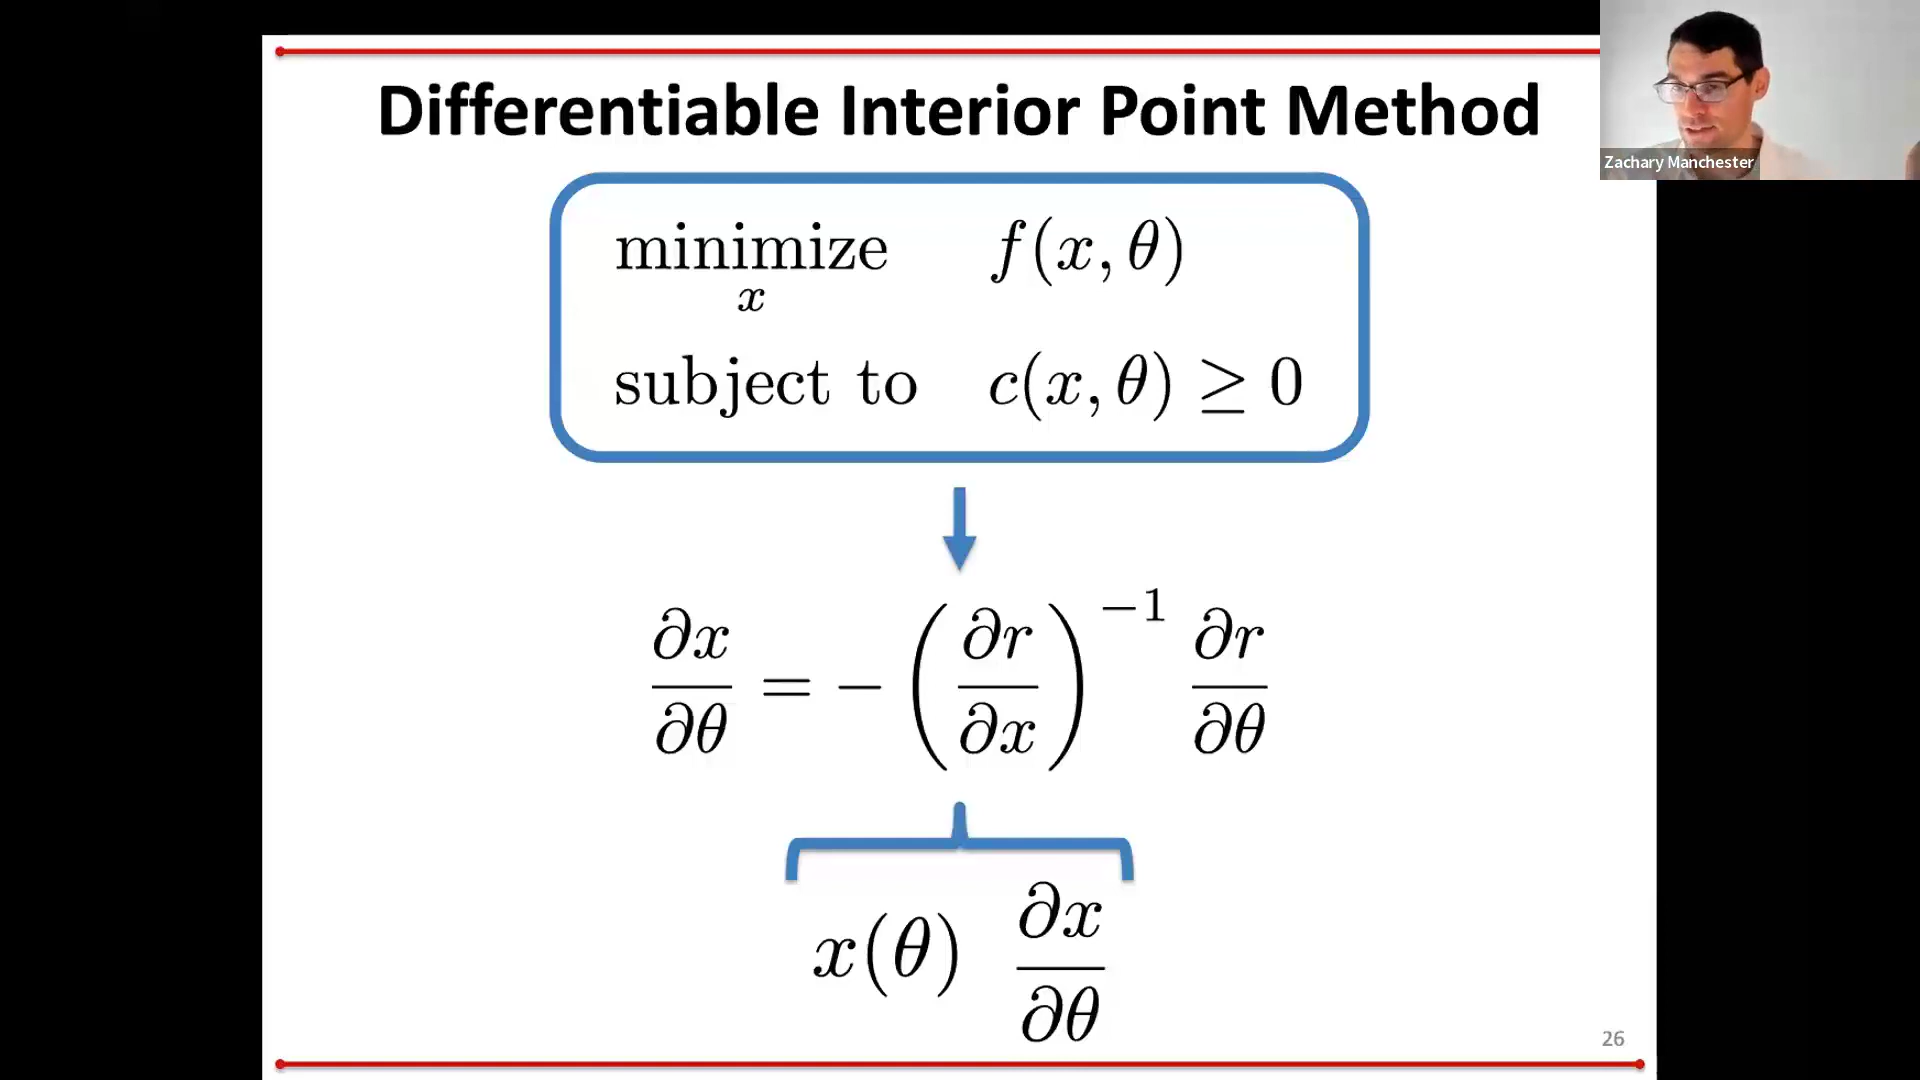 Differentiable Interior Point Method
Zachary Manchester
minimize f(x, θ)
x
subject to c(x, θ) ≥ 0
∂x/∂θ = − (∂r/∂x)⁻¹ ∂r/∂θ
x(θ) ∂x/∂θ
26